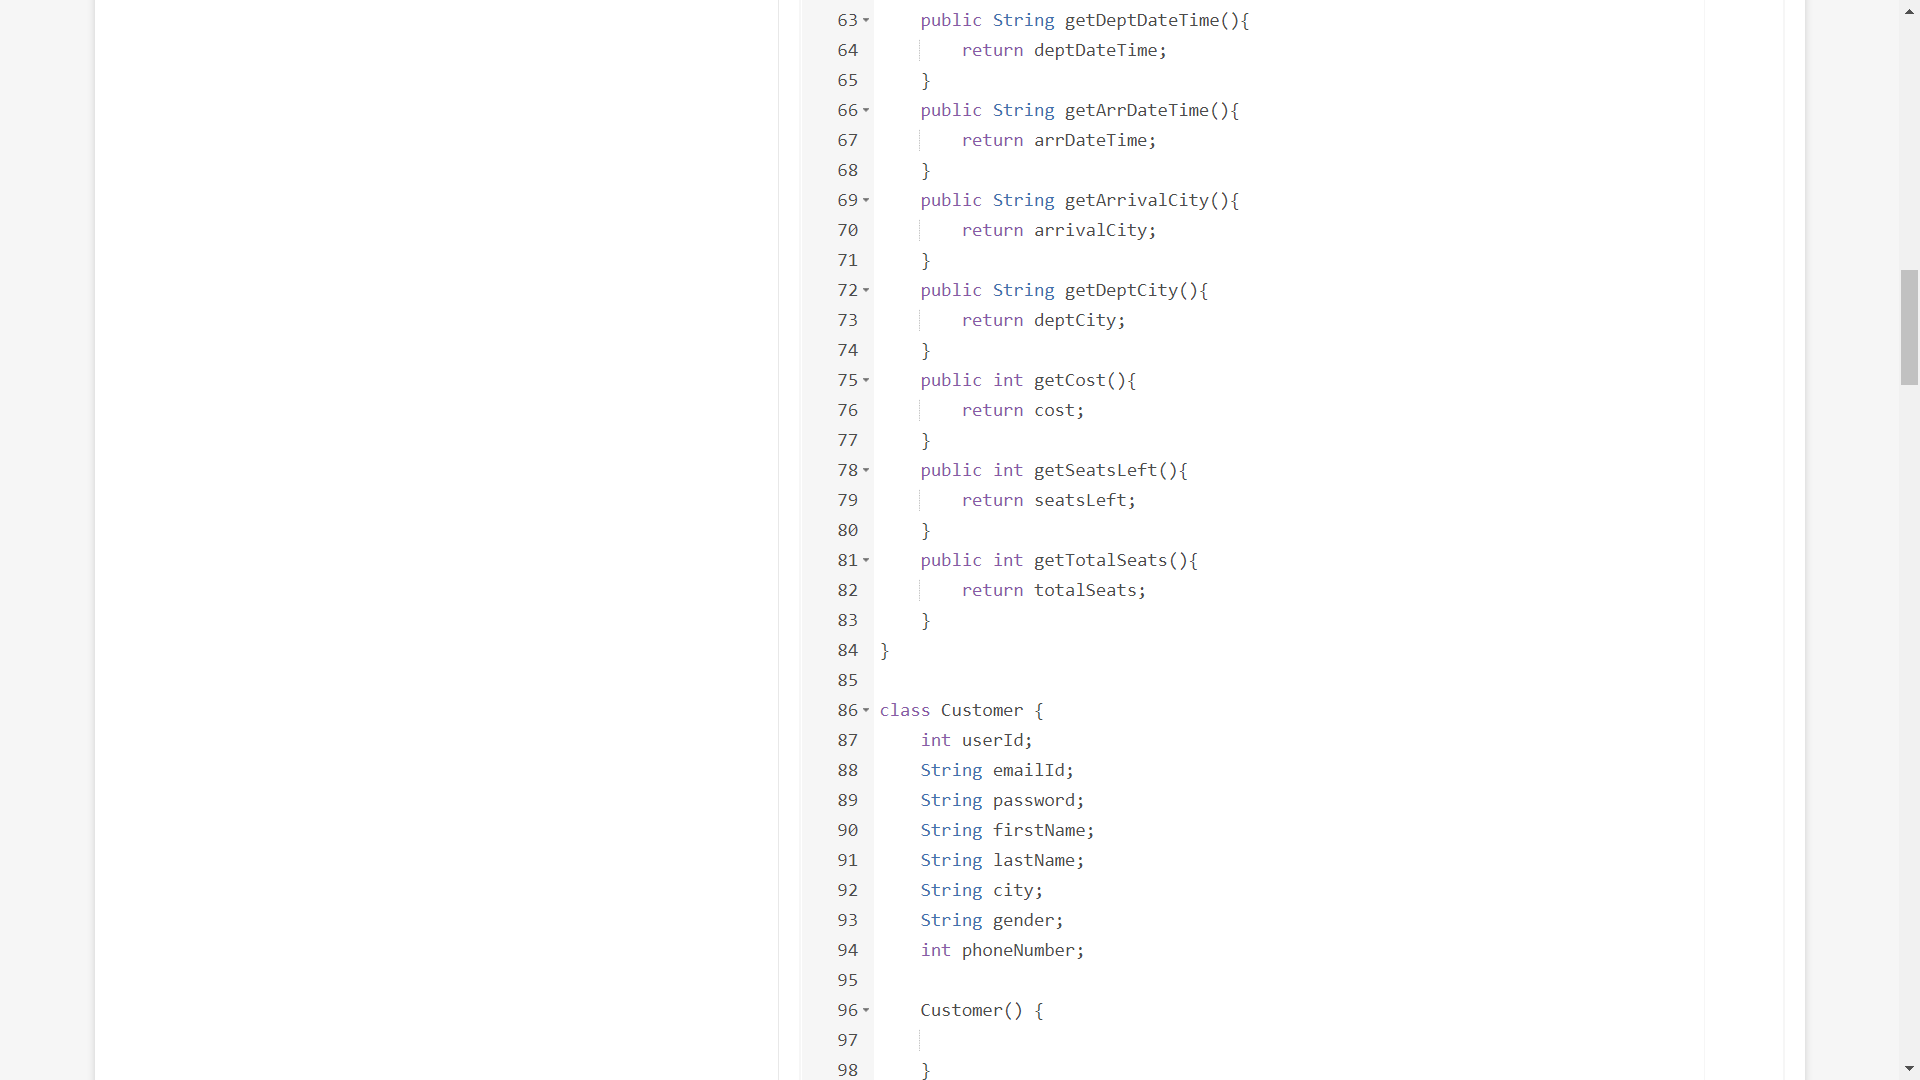 63 public String getDeptDateTime(){
64 return deptDateTime;
65 }
66 public String getArrDateTime(){
67 return arrDateTime;
68 }
69 public String getArrivalCity(){
70 return arrivalCity;
71 }
72 public String getDeptCity(){
73 return deptCity;
74 }
75 public int getCost(){
76 return cost;
77 }
78 public int getSeatsLeft(){
79 return seatsLeft;
80 }
81 public int getTotalSeats(){
82 return totalSeats;
83 }
84 }
85
86 class Customer {
87 int userId;
88 String emailId;
89 String password;
90 String firstName;
91 String lastName;
92 String city;
93 String gender;
94 int phoneNumber;
95
96 Customer() {
97
98 }